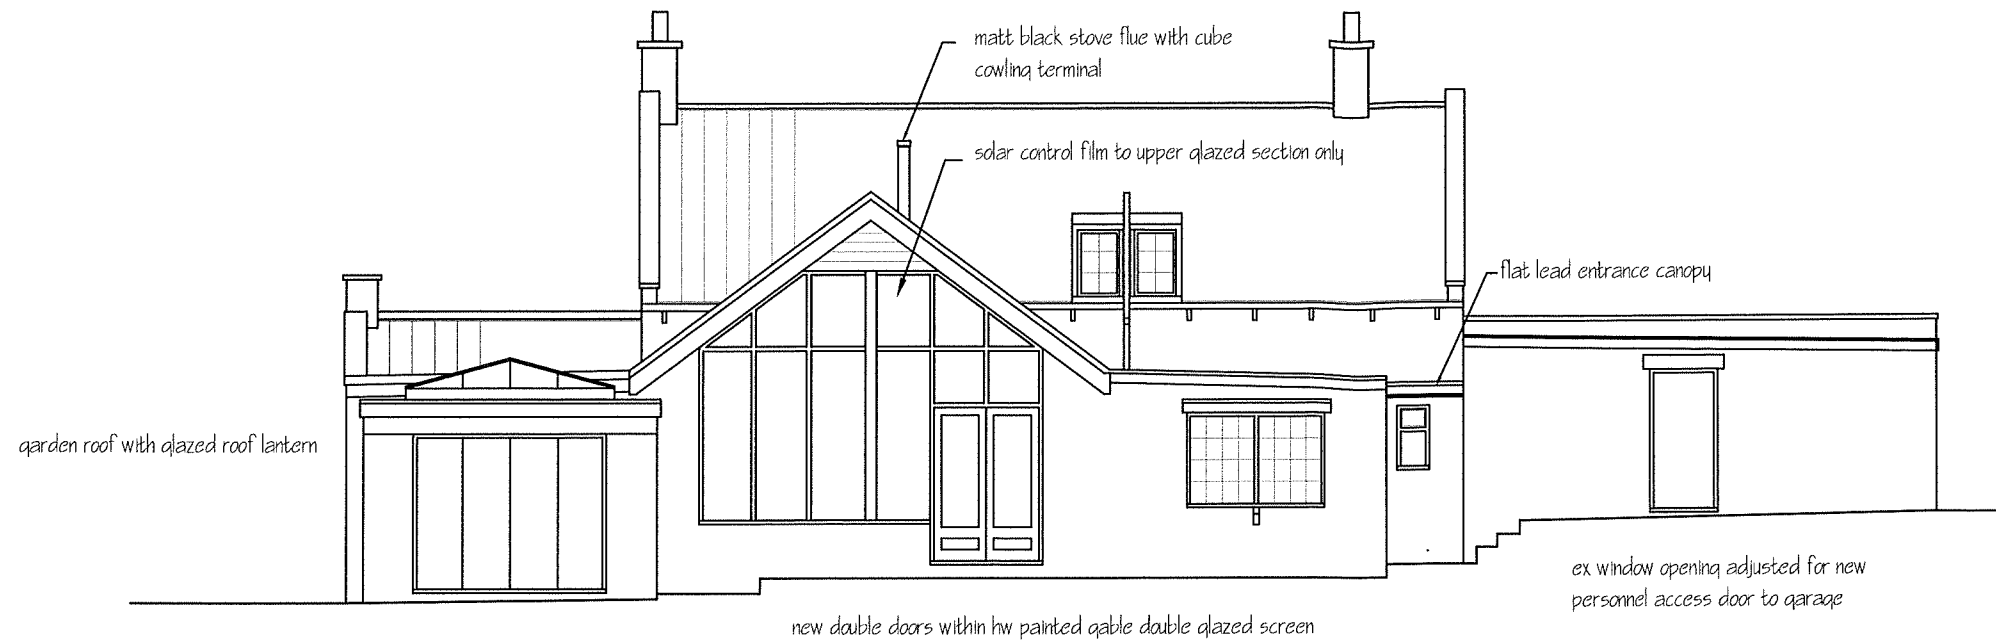 matt black stove flue with cube
cowling terminal
solar control film to upper glazed section only
flat lead entrance canopy
garden roof with glazed roof lantern
ex window opening adjusted for new
personnel access door to garage
new double doors within hw painted gable double glazed screen